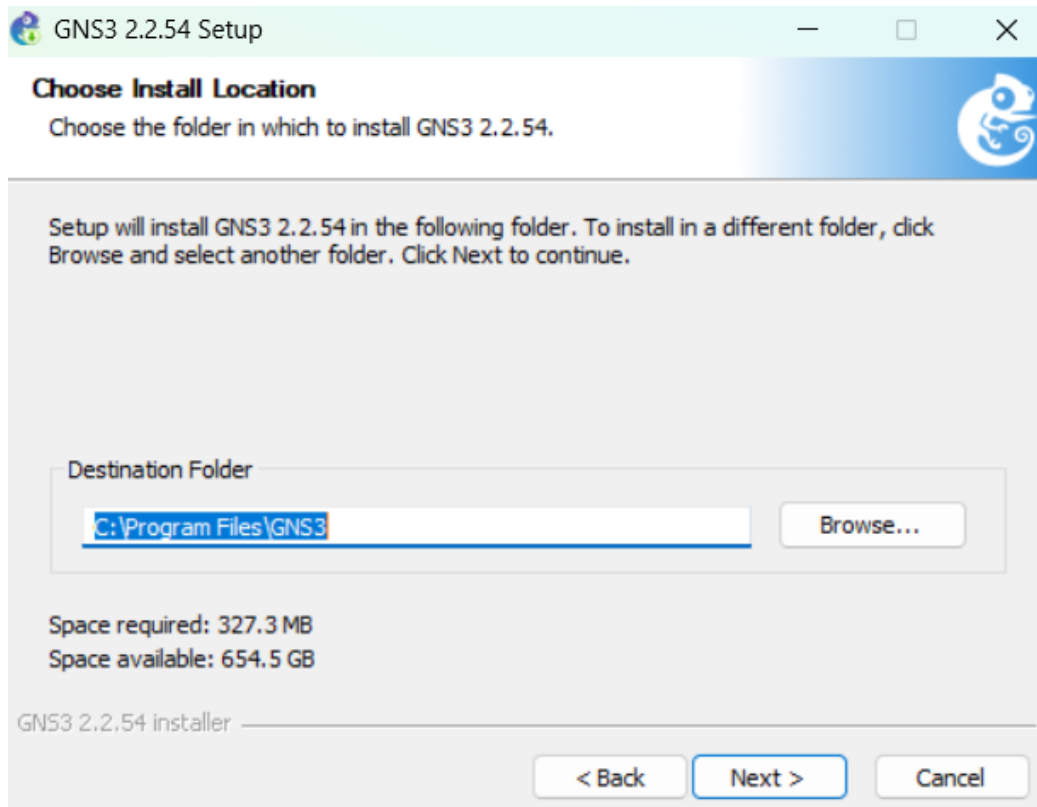 GNS3 2.2.54 Setup
Choose Install Location
Choose the folder in which to install GNS3 2.2.54.
Setup will install GNS3 2.2.54 in the following folder. To install in a different folder, click
Browse and select another folder. Click Next to continue.
Destination Folder
C:\Program Files\GNS3
Browse...
Space required: 327.3 MB
Space available: 654.5 GB
GNS3 2.2.54 installer
< Back Next > Cancel